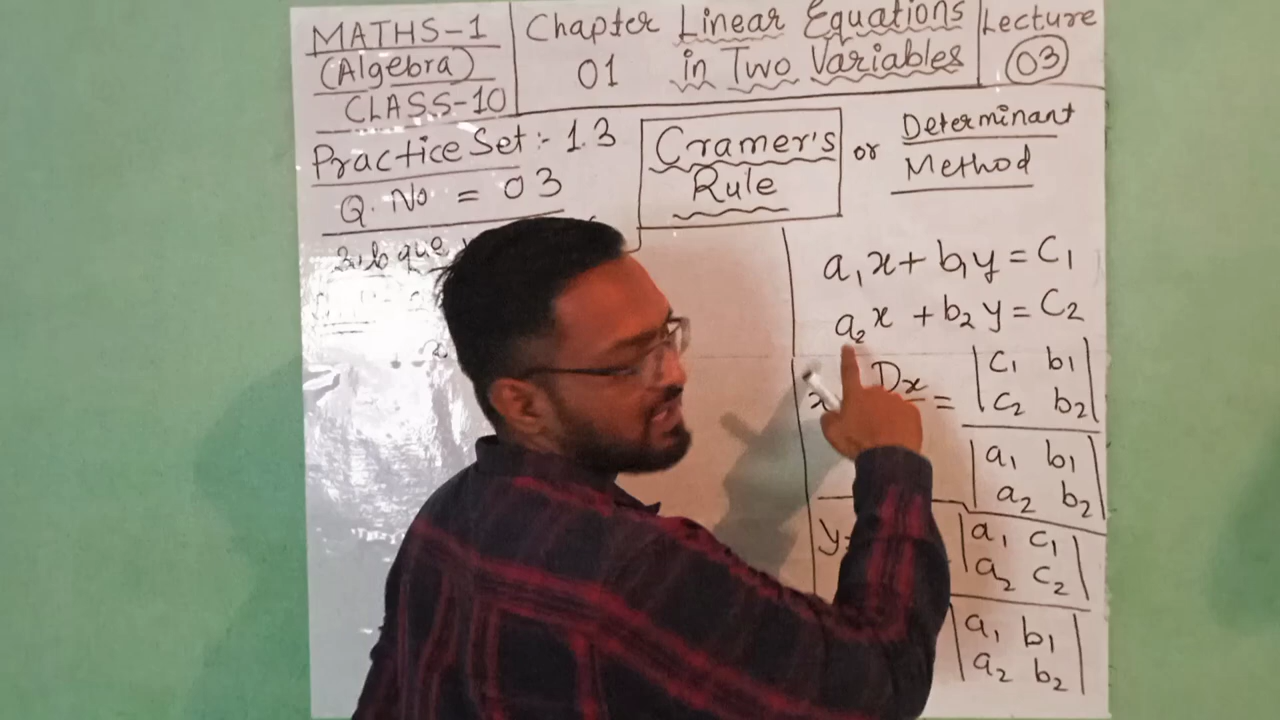 MATHS-1
(Algebra)
CLASS-10
Chapter 01
Linear Equations
in Two Variables
Lecture
03
Practice Set :- 1.3
Q. No. = 03
Cramer's
Rule
or
Determinant
Method
Sub que
a₁x + b₁y = C₁
a₂x + b₂y = C₂
Dx = | C₁ b₁ |
| C₂ b₂ |
| a₁ b₁ |
| a₂ b₂ |
y= | a₁ C₁ |
| a₂ C₂ |
| a₁ b₁ |
| a₂ b₂ |